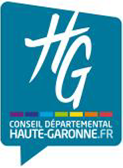 HG
CONSEIL DÉPARTEMENTAL
HAUTE-GARONNE.FR